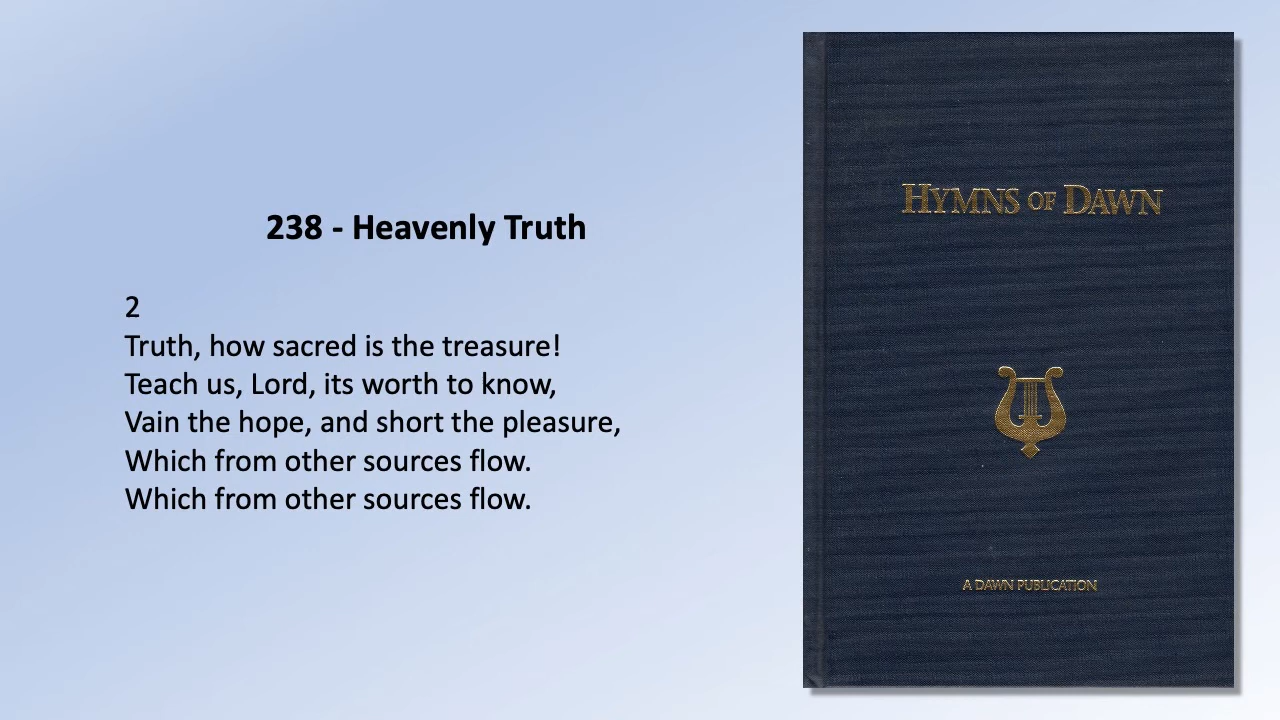 238 - Heavenly Truth
2
Truth, how sacred is the treasure!
Teach us, Lord, its worth to know,
Vain the hope, and short the pleasure,
Which from other sources flow.
Which from other sources flow.
HYMNS OF DAWN
A DAWN PUBLICATION